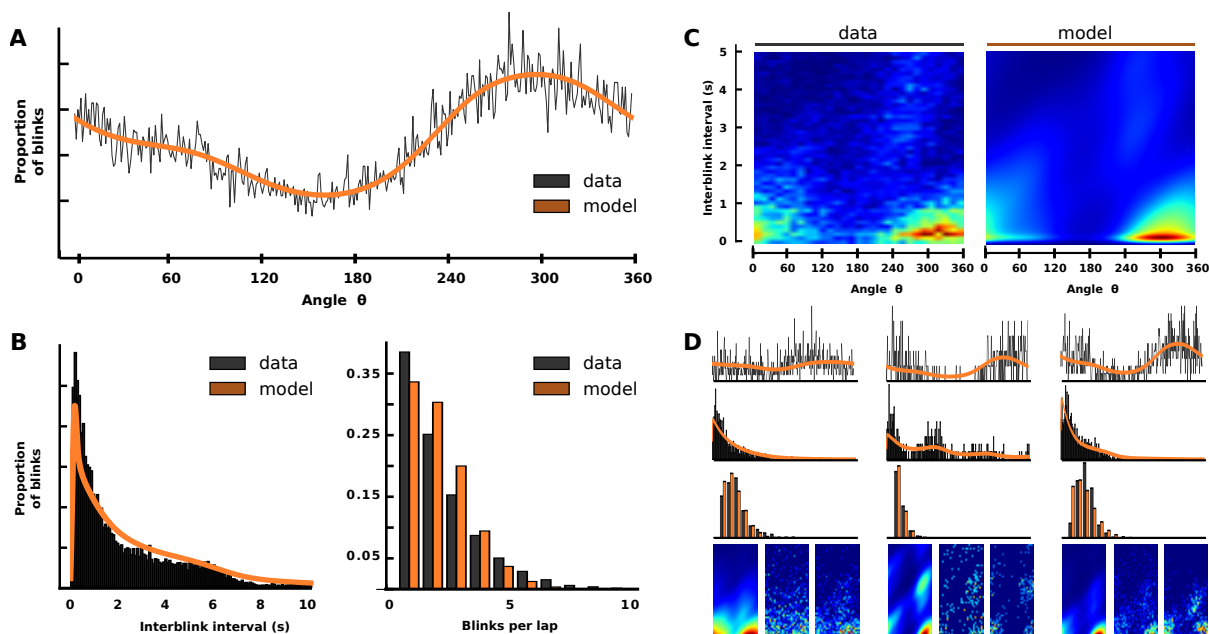 A
Proportion
of blinks
data
model
0 60 120 180 240 300 360
Angle θ
B
data
model
Proportion
of blinks
0 2 4 6 8 10
Interblink interval (s)
data
model
0.35
0.25
0.15
0.05
0 5 10
Blinks per lap
C
data model
Interblink interval (s)
5
4
3
2
1
0
0 60 120 180 240 300 360
Angle θ
0 60 120 180 240 300 360
Angle θ
D